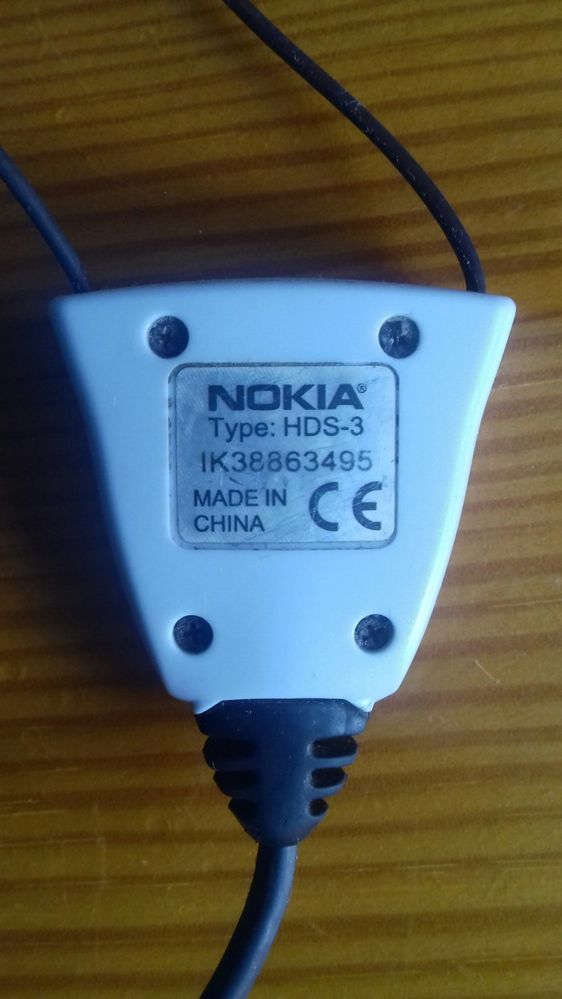 NOKIA®
Type: HDS-3
IK38863495
MADE IN
CHINA
CE